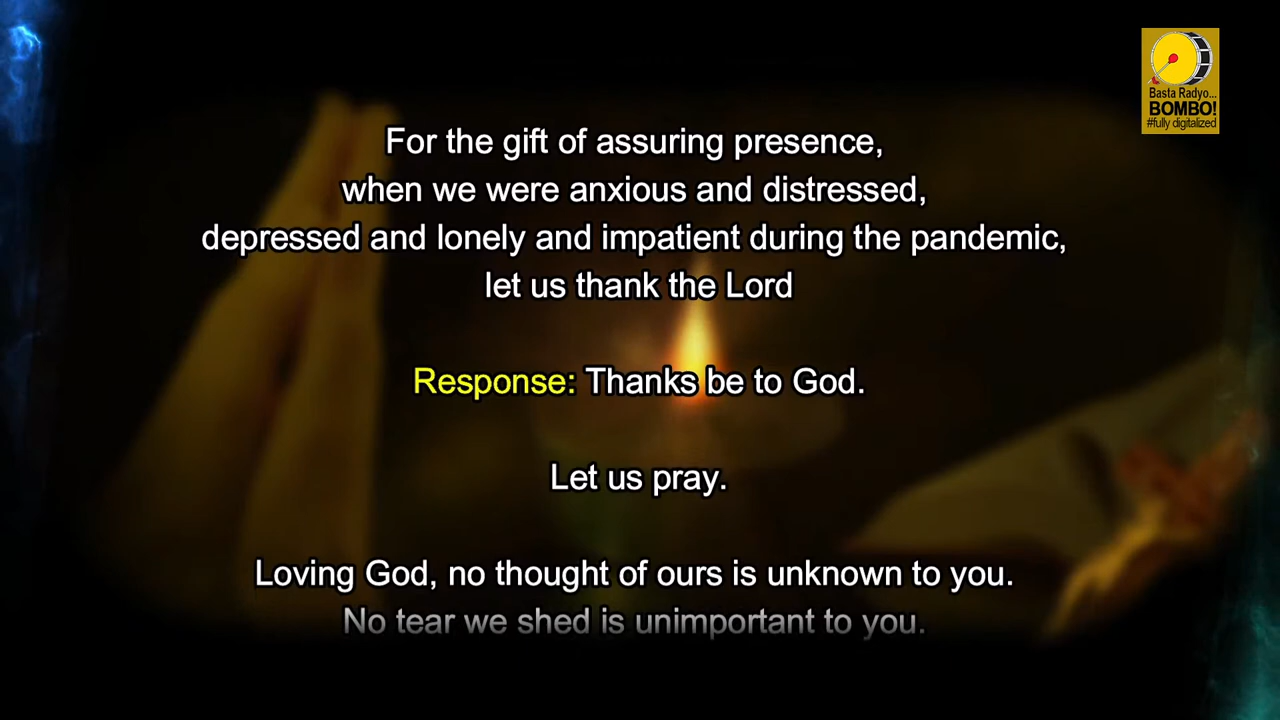 For the gift of assuring presence,
when we were anxious and distressed,
depressed and lonely and impatient during the pandemic,
let us thank the Lord
Response: Thanks be to God.
Let us pray.
Loving God, no thought of ours is unknown to you.
No tear we shed is unimportant to you.
Basta Radyo...
BOMBO!
#fully digitalized